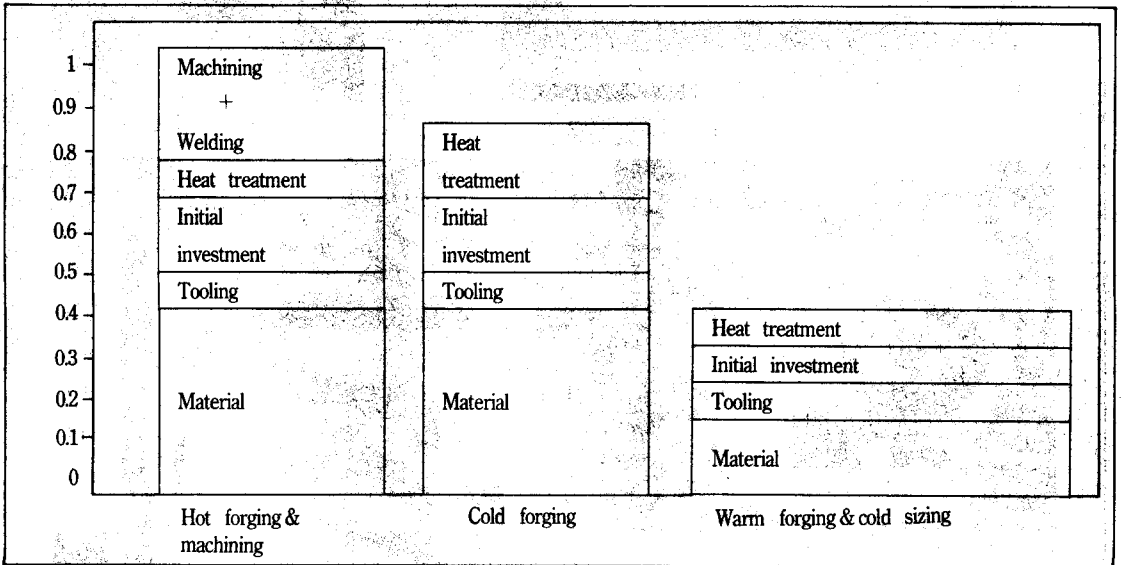 1
0.9
0.8
0.7
0.6
0.5
0.4
0.3
0.2
0.1
0
Machining
+
Welding
Heat treatment
Initial
investment
Tooling
Material
Heat
treatment
Initial
investment
Tooling
Material
Heat treatment
Initial investment
Tooling
Material
Hot forging &
machining
Cold forging
Warm forging & cold sizing